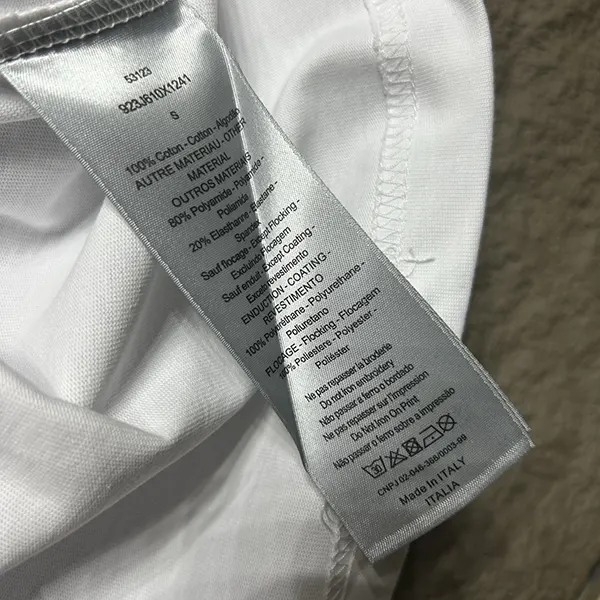 53123
923J610X1241
S
100% Coton - Cotton - Algodão
AUTRE MATERIAU - OTHER
MATERIAL
OUTROS MATERIAIS
80% Polyamide - Polyamide -
Poliamide
20% Elasthanne - Elastane -
Spandex
Sauf flocage - Except Flocking -
Excluindo Flocagem
Sauf enduit - Except Coating -
Exceto revestimento
ENDUCTION - COATING -
REVESTIMENTO
100% Polyuréthane - Polyurethane -
Poliuretano
FLOCAGE - Flocking - Flocagem
100% Poliestere - Polyester -
Poliéster
Ne pas repasser la broderie
Do not Iron embroidery
Não passar a ferro o bordado
Ne pas repasser sur l'impression
Do Not Iron On Print
Não passar o ferro sobre a impressão
30
CNPJ 02-046-368/0003-99
Made In ITALY
ITALIA